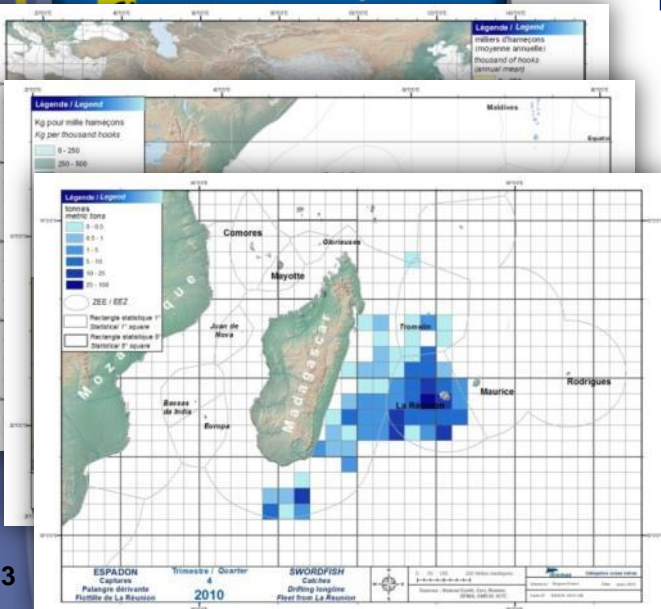 Légende / Legend
milliers d'hameçons
(moyenne annuelle)
thousand of hooks
(annual mean)
Légende / Legend
Kg pour mille hameçons
Kg per thousand hooks
0 - 250
250 - 500
Kenya
Maldives
Légende / Legend
tonnes
metric tons
0 - 0.5
0.5 - 1
1 - 5
5 - 10
10 - 25
25 - 100
ZEE / EEZ
Rectangle statistique 1°
Statistical 1° square
Rectangle statistique 5°
Statistical 5° square
Comores
Glorieuses
Mayotte
Mozambique
Juan de
Nova
Madagascar
Tromelin
Bassas
da India
Europa
La Réunion
Maurice
Rodrigues
3
ESPADON
Captures
Palangre dérivante
Flottille de La Réunion
Trimestre / Quarter
4
2010
SWORDFISH
Catches
Drifting longline
Fleet from La Reunion